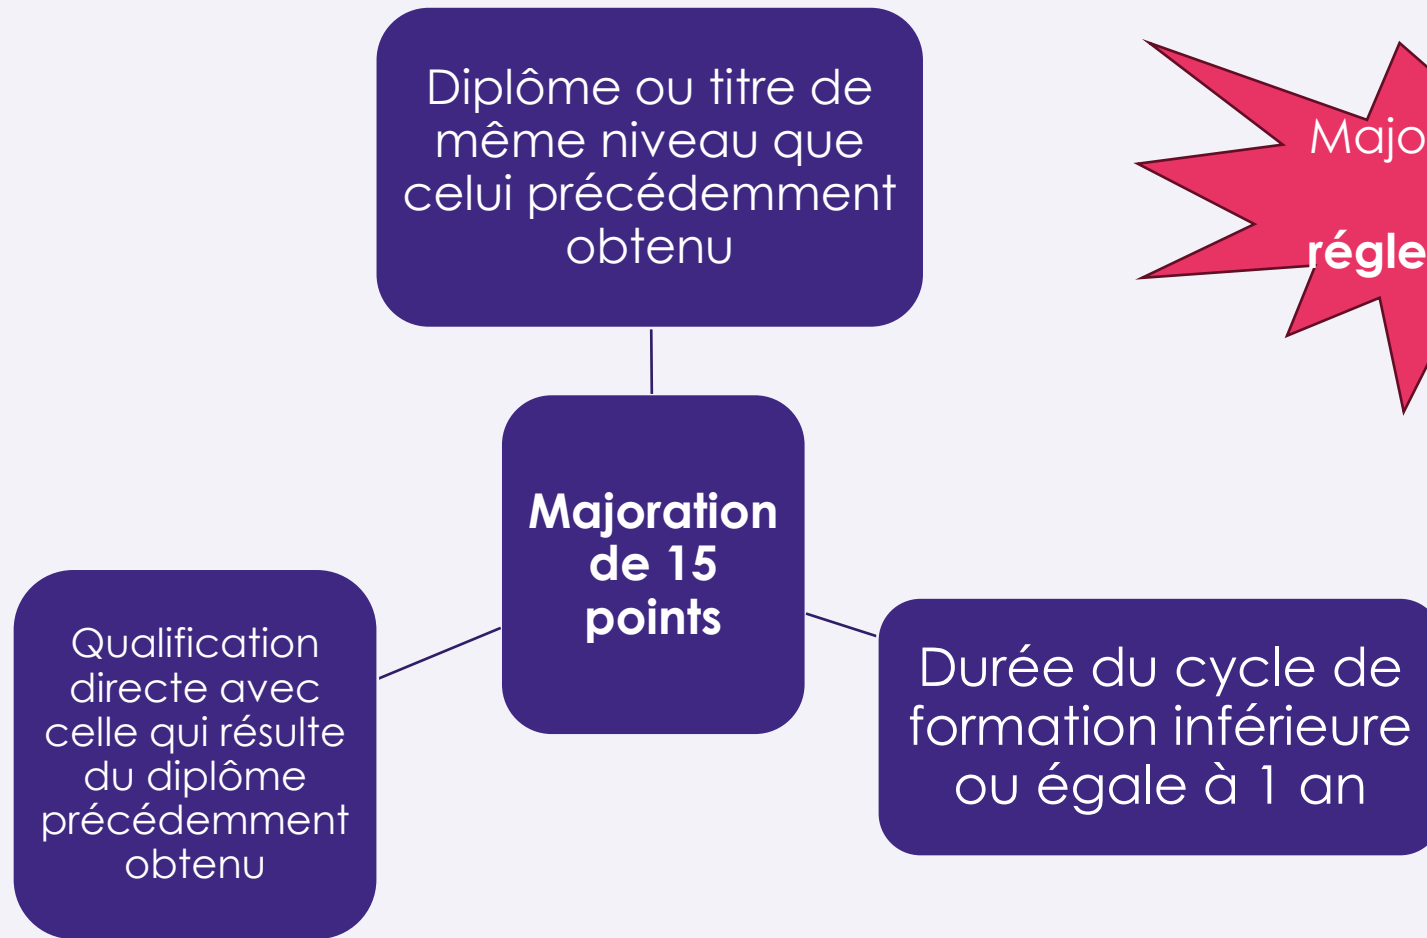 Diplôme ou titre de
même niveau que
celui précédemment
obtenu
Majo
régle
Majoration
de 15
points
Qualification
directe avec
celle qui résulte
du diplôme
précédemment
obtenu
Durée du cycle de
formation inférieure
ou égale à 1 an